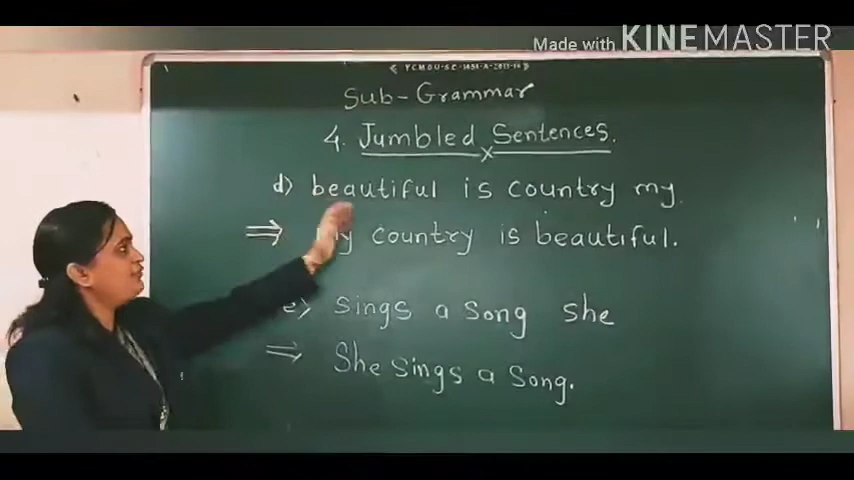 Made with KINEMASTER
Sub-Grammar
4. Jumbled Sentences.
d) beautiful is country my
⇒ My country is beautiful.
e) sings a song she
⇒ She sings a song.